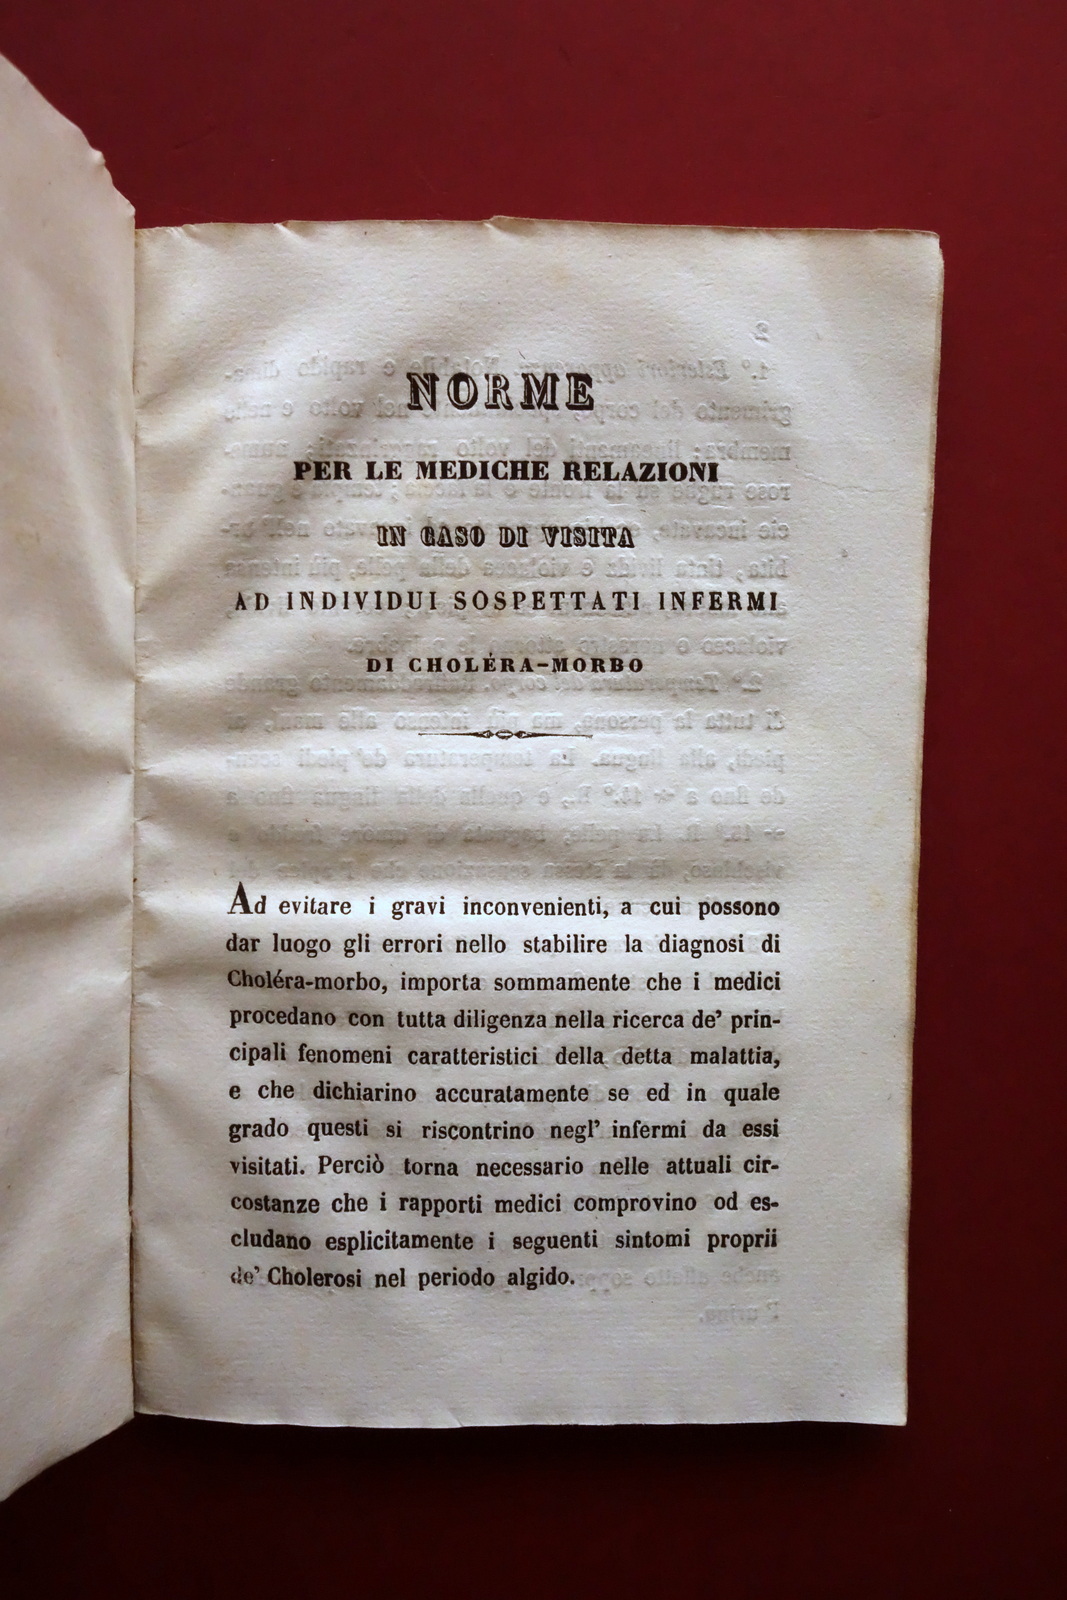 NORME
PER LE MEDICHE RELAZIONI
IN CASO DI VISITA
AD INDIVIDUI SOSPETTATI INFERMI
DI CHOLÉRA-MORBO
Ad evitare i gravi inconvenienti, a cui possono
dar luogo gli errori nello stabilire la diagnosi di
Choléra-morbo, importa sommamente che i medici
procedano con tutta diligenza nella ricerca de' prin-
cipali fenomeni caratteristici della detta malattia,
e che dichiarino accuratamente se ed in quale
grado questi si riscontrino negl' infermi da essi
visitati. Perciò torna necessario nelle attuali cir-
costanze che i rapporti medici comprovino od es-
cludano esplicitamente i seguenti sintomi proprii
de' Cholerosi nel periodo algido.